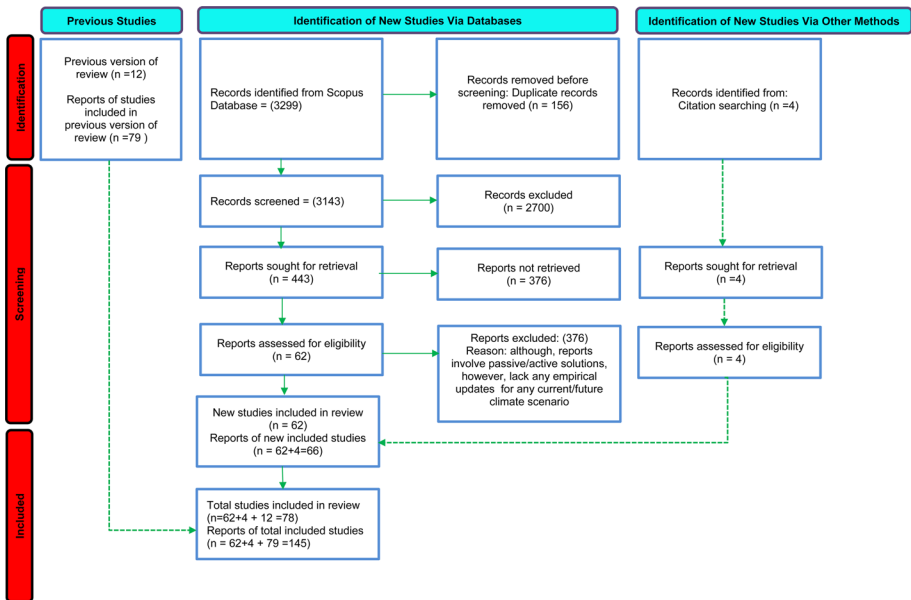 Previous Studies
Identification of New Studies Via Databases
Identification of New Studies Via Other Methods
Identification
Previous version of
review (n =12)
Reports of studies
included in
previous version of
review (n =79 )
Records identified from Scopus
Database = (3299)
Records removed before
screening: Duplicate records
removed (n = 156)
Records identified from:
Citation searching (n =4)
Screening
Records screened = (3143)
Records excluded
(n = 2700)
Reports sought for retrieval
(n = 443)
Reports not retrieved
(n = 376)
Reports sought for retrieval
(n =4)
Reports assessed for eligibility
(n = 62)
Reports excluded: (376)
Reason: although, reports
involve passive/active solutions,
however, lack any empirical
updates for any current/future
climate scenario
Reports assessed for eligibility
(n = 4)
New studies included in review
(n = 62)
Reports of new included studies
(n = 62+4=66)
Included
Total studies included in review
(n=62+4 + 12 =78)
Reports of total included studies
(n = 62+4 + 79 =145)